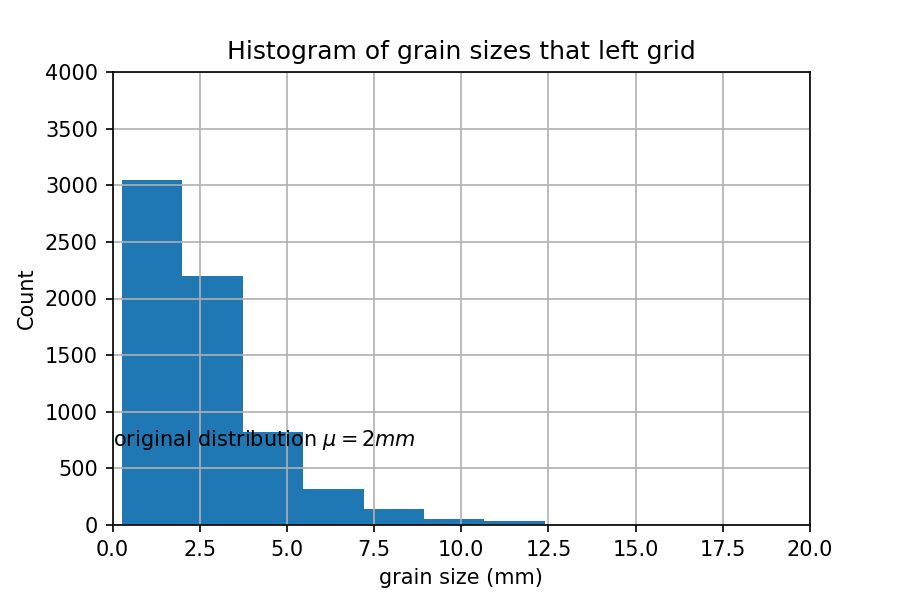 Histogram of grain sizes that left grid
4000
3500
3000
2500
2000
1500
1000
500
0
Count
original distribution μ = 2mm
0.0 2.5 5.0 7.5 10.0 12.5 15.0 17.5 20.0
grain size (mm)